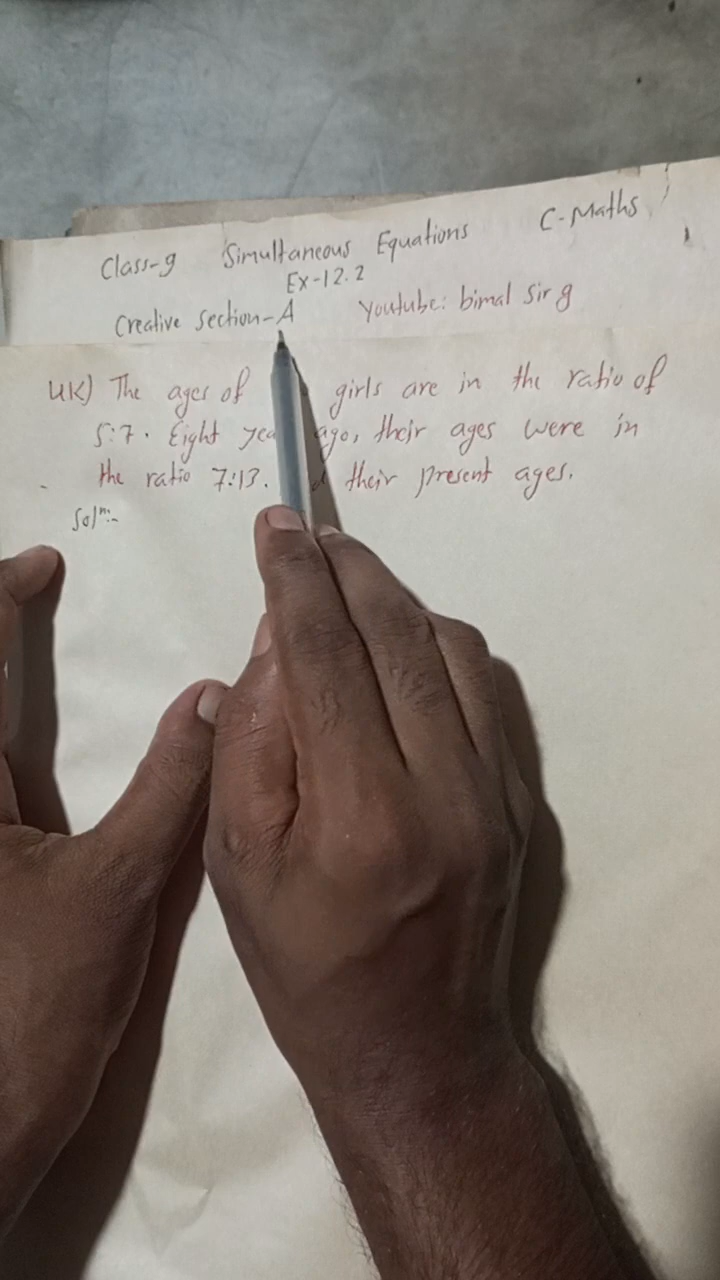 Class-9 Simultaneous Equations C-Maths
Ex-12.2
Creative Section-A Youtube: bimal Sir g
4K) The ages of girls are in the ratio of
5:7. Eight ago, their ages were in
the ratio 7:13. their present ages.
Solⁿ:-